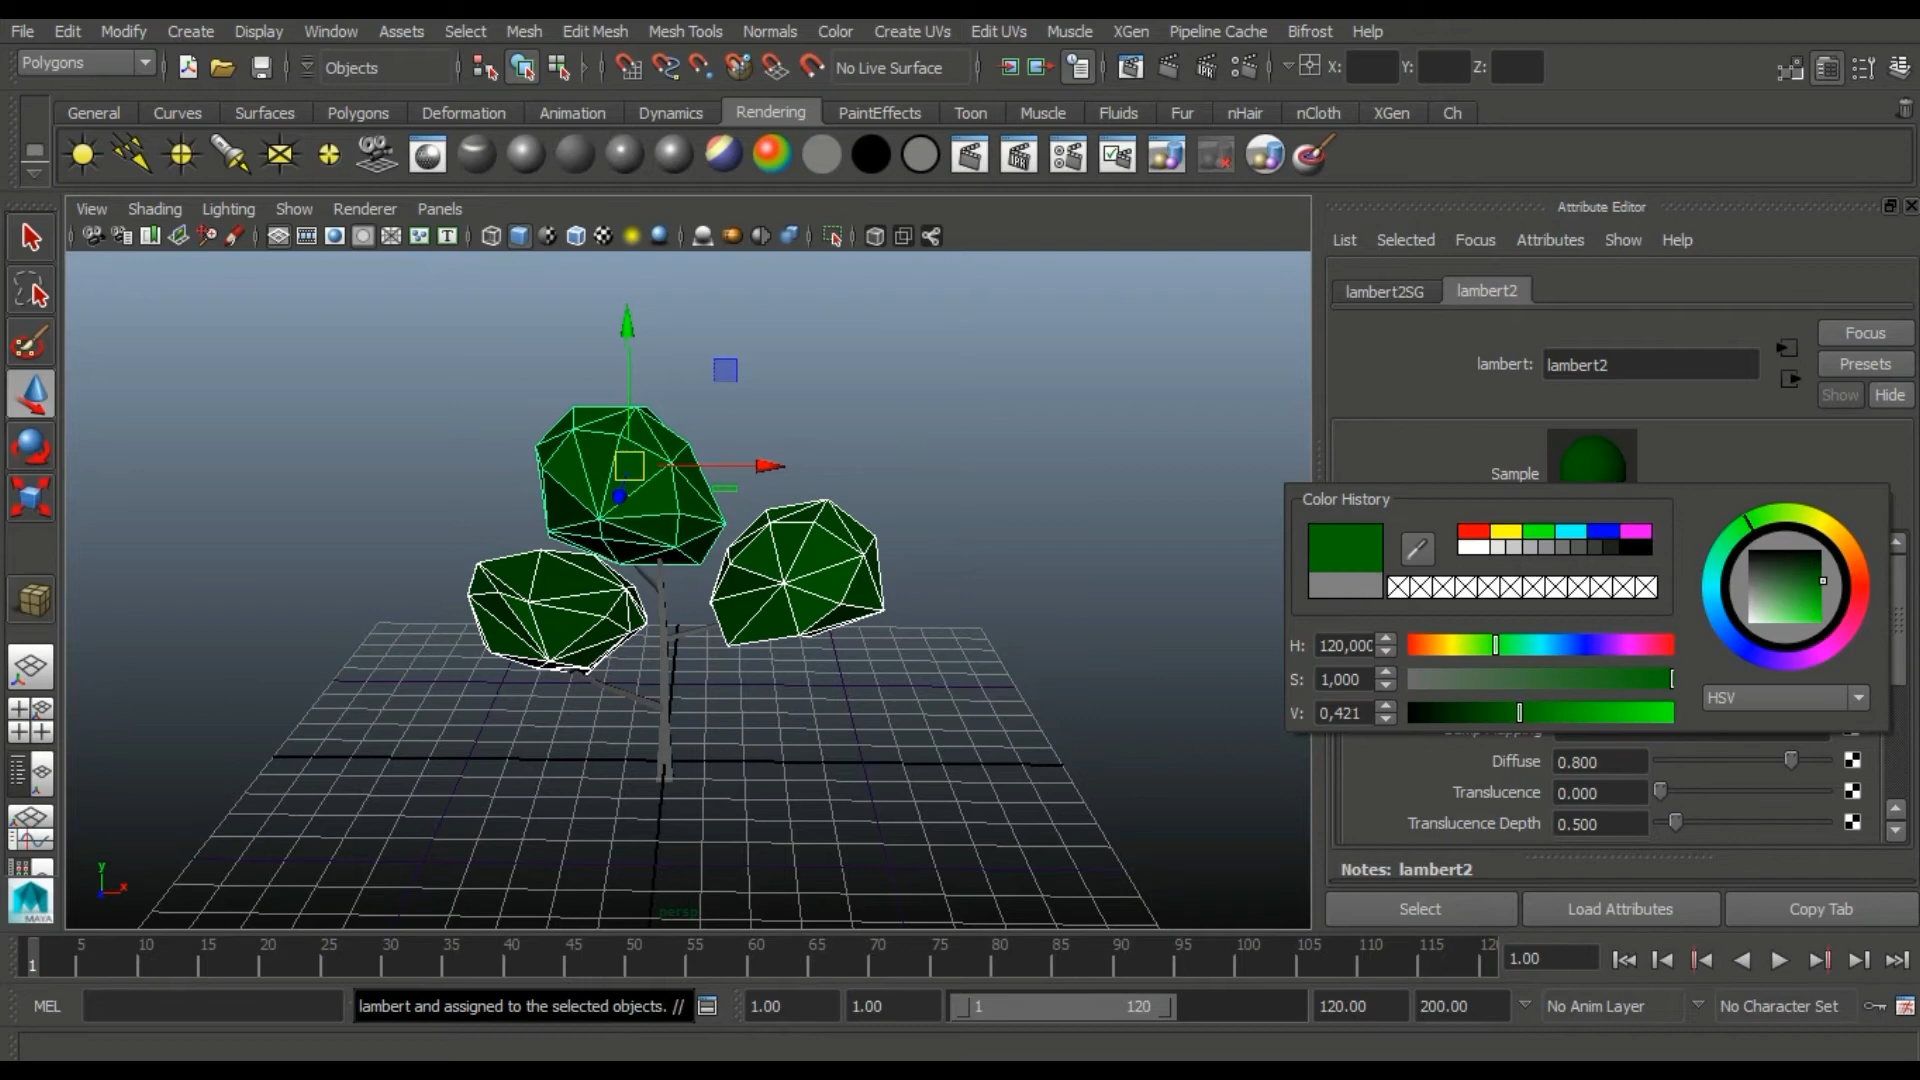 File Edit Modify Create Display Window Assets Select Mesh Edit Mesh Mesh Tools Normals Color Create UVs Edit UVs Muscle XGen Pipeline Cache Bifrost Help
Polygons Objects No Live Surface X: Y: Z:
General Curves Surfaces Polygons Deformation Animation Dynamics Rendering PaintEffects Toon Muscle Fluids Fur nHair nCloth XGen Ch
IPR
View Shading Lighting Show Renderer Panels
Attribute Editor
List Selected Focus Attributes Show Help
lambert2SG lambert2
Focus
lambert: lambert2
Presets
Show Hide
Sample
Color History
H: 120,000
S: 1,000
HSV
V: 0,421
Diffuse 0.800
Translucence 0.000
Translucence Depth 0.500
Notes: lambert2
Select Load Attributes Copy Tab
y
x
persp
MAYA
5 10 15 20 25 30 35 40 45 50 55 60 65 70 75 80 85 90 95 100 105 110 115 12
1
1.00
MEL lambert and assigned to the selected objects. // 1.00 1.00 1 120 120.00 200.00 No Anim Layer No Character Set